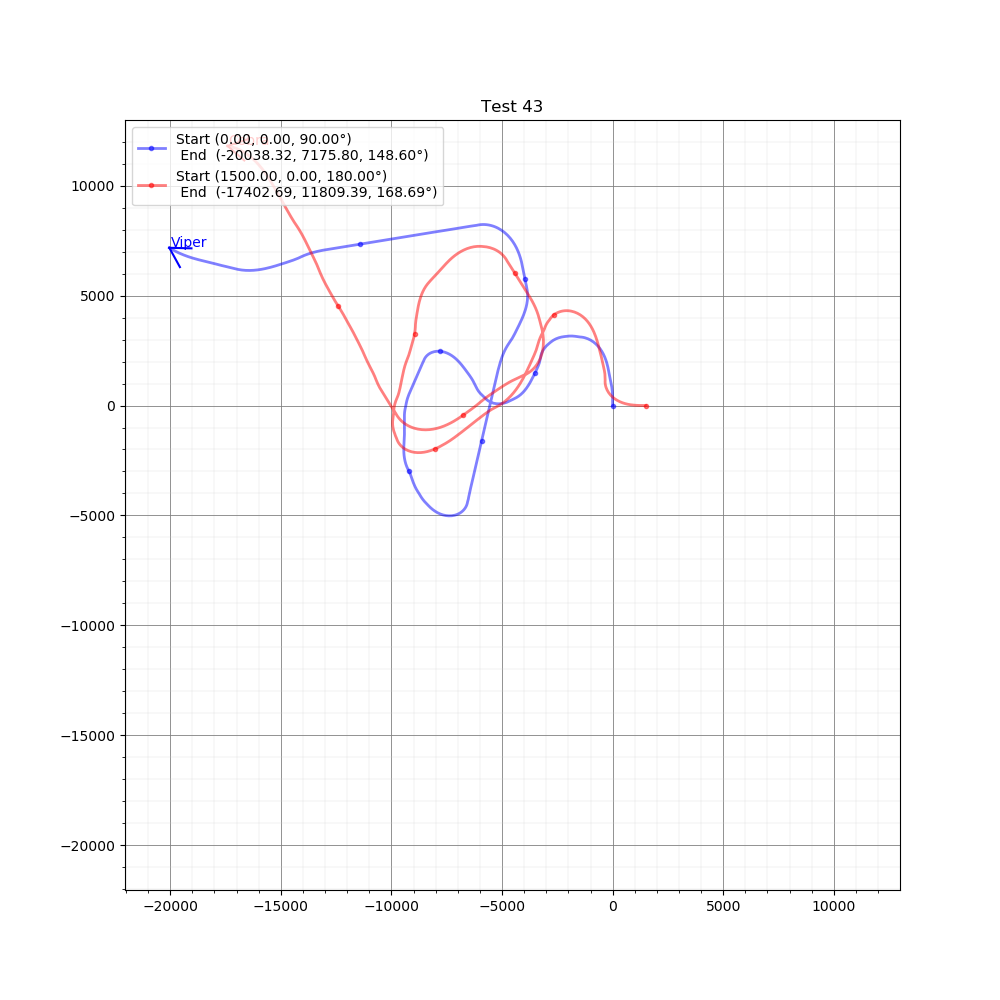 Test 43
Start (0.00, 0.00, 90.00°)
End (-20038.32, 7175.80, 148.60°)
Start (1500.00, 0.00, 180.00°)
End (-17402.69, 11809.39, 168.69°)
Viper
10000
5000
0
−5000
−10000
−15000
−20000
−20000 −15000 −10000 −5000 0 5000 10000